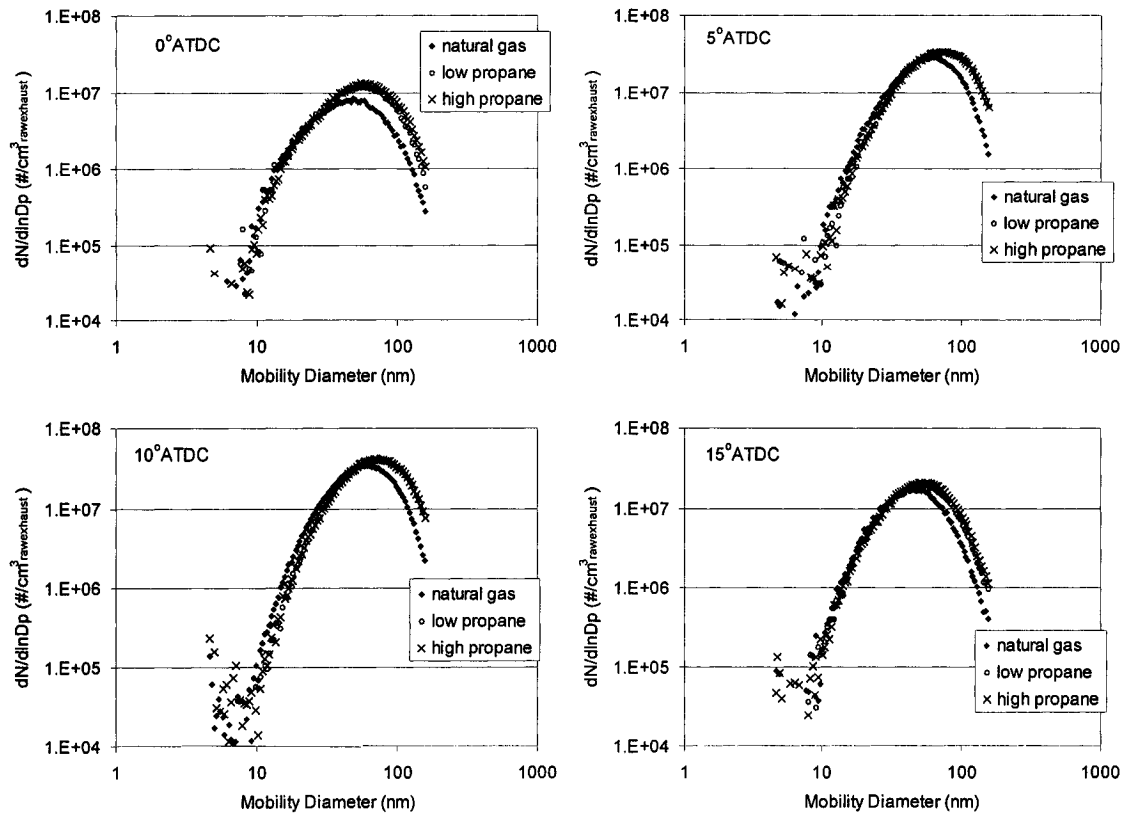 0°ATDC
dN/dlnDp (#/cm³rawexhaust)
1.E+08
1.E+07
1.E+06
1.E+05
1.E+04
natural gas
low propane
high propane
1 10 100 1000
Mobility Diameter (nm)
5°ATDC
dN/dlnDp (#/cm³rawexhaust)
1.E+08
1.E+07
1.E+06
1.E+05
1.E+04
natural gas
low propane
high propane
1 10 100 1000
Mobility Diameter (nm)
10°ATDC
dN/dlnDp (#/cm³rawexhaust)
1.E+08
1.E+07
1.E+06
1.E+05
1.E+04
natural gas
low propane
high propane
1 10 100 1000
Mobility Diameter (nm)
15°ATDC
dN/dlnDp (#/cm³rawexhaust)
1.E+08
1.E+07
1.E+06
1.E+05
1.E+04
natural gas
low propane
high propane
1 10 100 1000
Mobility Diameter (nm)